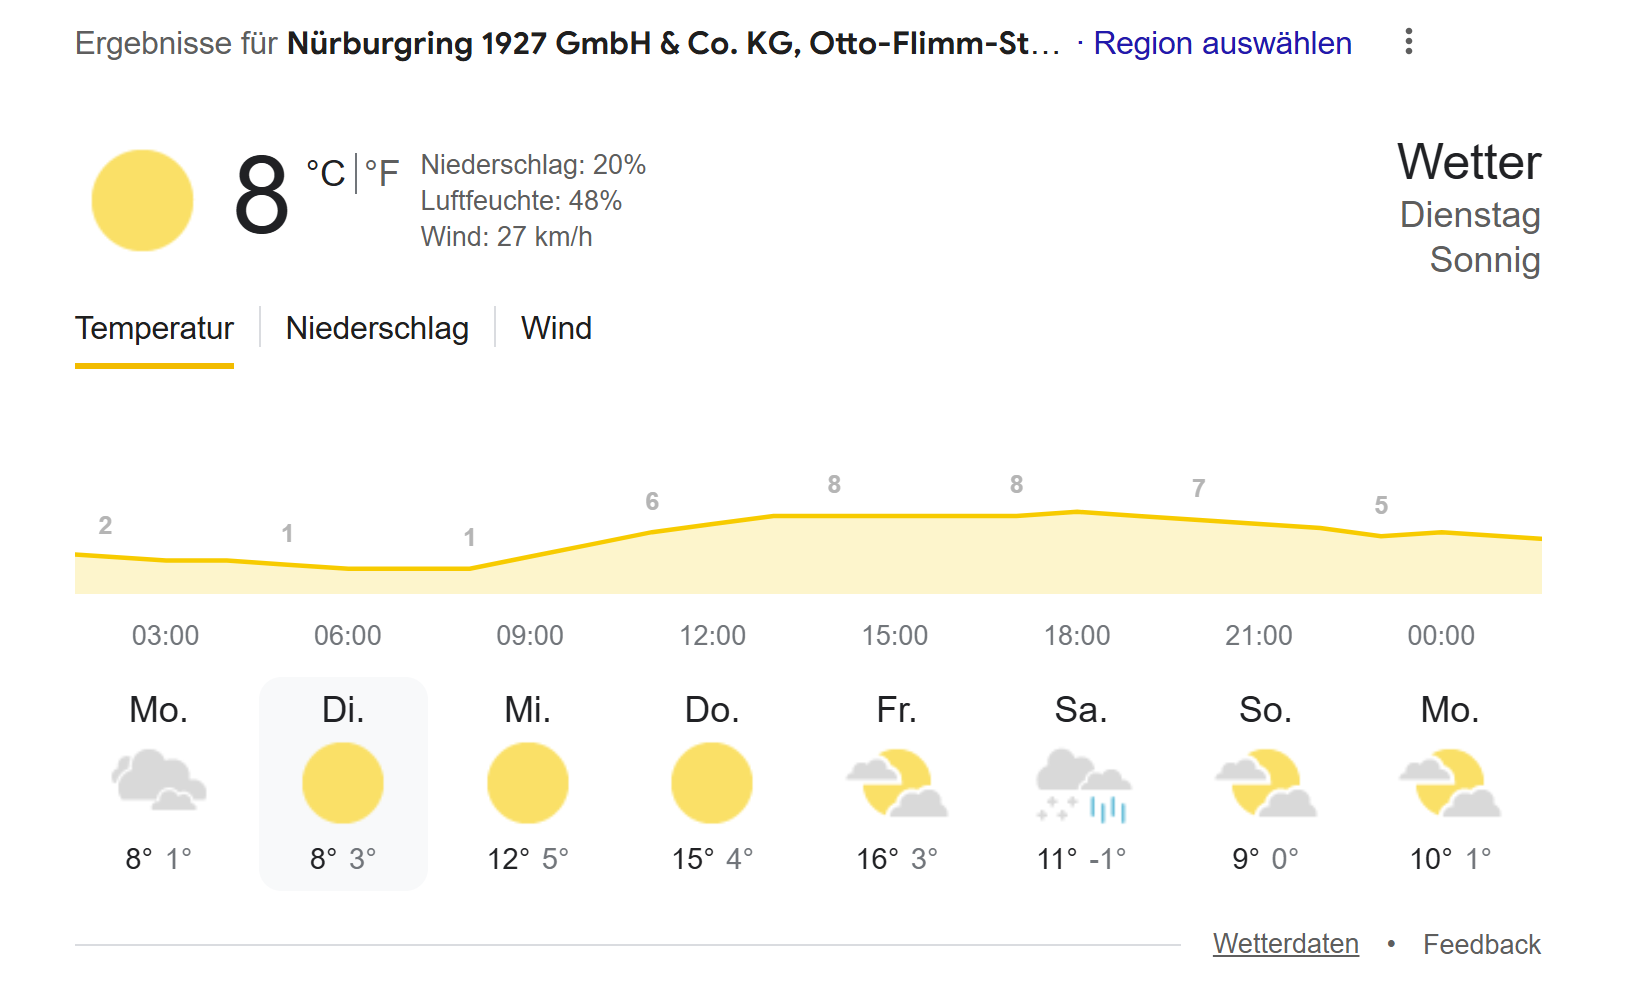 Ergebnisse für Nürburgring 1927 GmbH & Co. KG, Otto-Flimm-St… · Region auswählen
8 °C | °F
Niederschlag: 20%
Luftfeuchte: 48%
Wind: 27 km/h
Wetter
Dienstag
Sonnig
Temperatur | Niederschlag | Wind
2 1 1 6 8 8 7 5
03:00 06:00 09:00 12:00 15:00 18:00 21:00 00:00
Mo. Di. Mi. Do. Fr. Sa. So. Mo.
8° 1° 8° 3° 12° 5° 15° 4° 16° 3° 11° -1° 9° 0° 10° 1°
Wetterdaten • Feedback